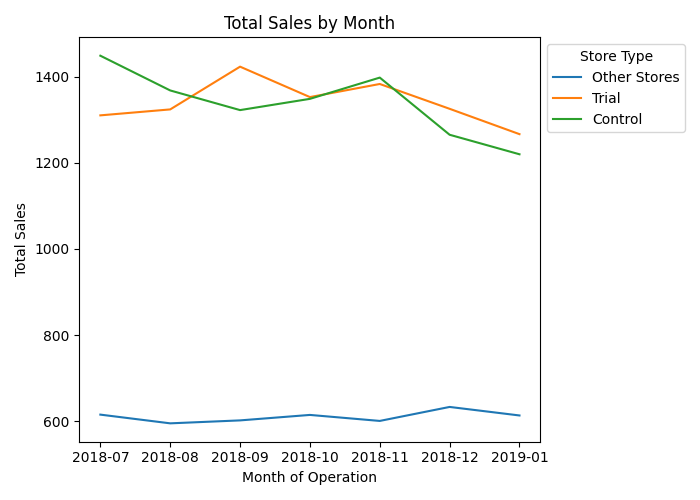 Total Sales by Month
Store Type
Other Stores
Trial
Control
Total Sales
1400
1200
1000
800
600
2018-07 2018-08 2018-09 2018-10 2018-11 2018-12 2019-01
Month of Operation